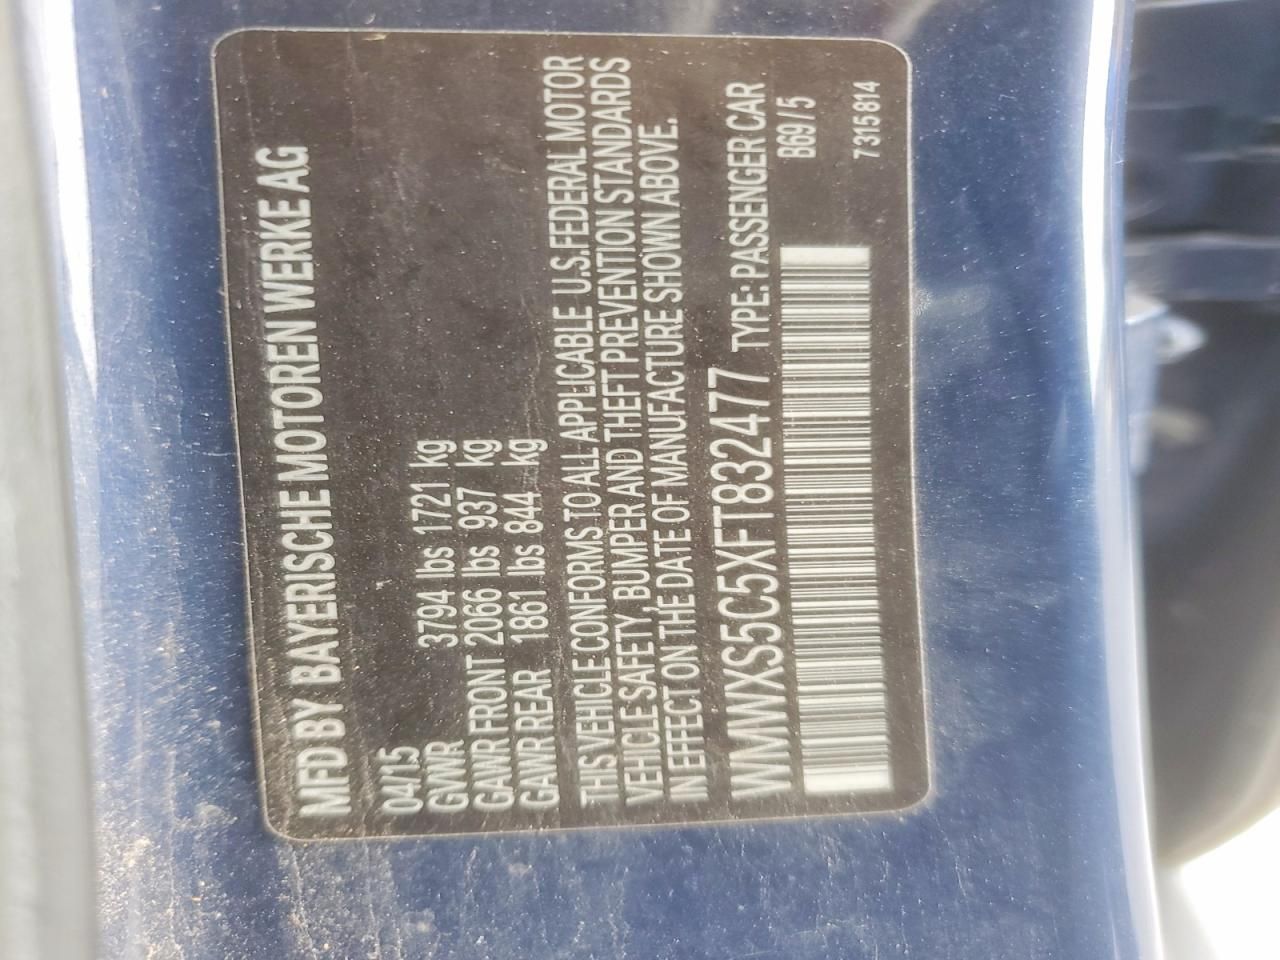 MFD BY BAYERISCHE MOTOREN WERKE AG
04/15
GVWR 3794 lbs 1721 kg
GAWR FRONT 2066 lbs 937 kg
GAWR REAR 1861 lbs 844 kg
THIS VEHICLE CONFORMS TO ALL APPLICABLE U.S.FEDERAL MOTOR
VEHICLE SAFETY, BUMPER AND THEFT PREVENTION STANDARDS
IN EFFECT ON THE DATE OF MANUFACTURE SHOWN ABOVE.
WMWXS5C5XFT832477 TYPE: PASSENGER CAR
B69/5
7315814